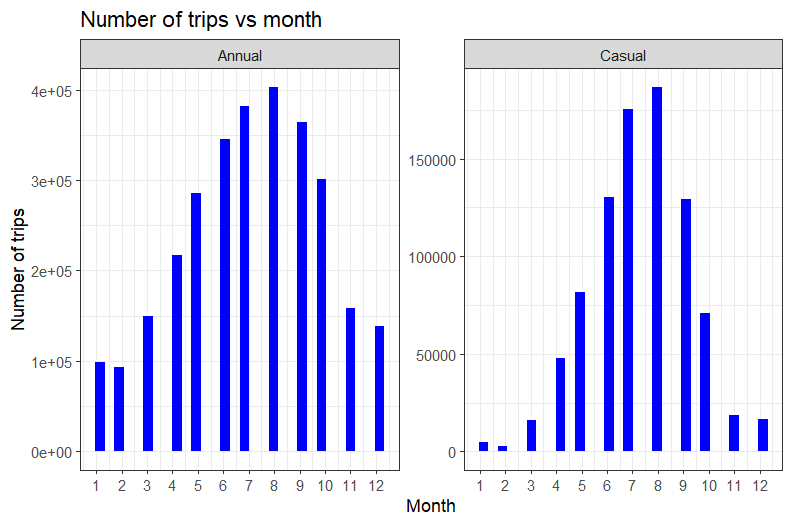 Number of trips vs month
Annual
Casual
Number of trips
4e+05
3e+05
2e+05
1e+05
0e+00
1 2 3 4 5 6 7 8 9 10 11 12
150000
100000
50000
0
1 2 3 4 5 6 7 8 9 10 11 12
Month